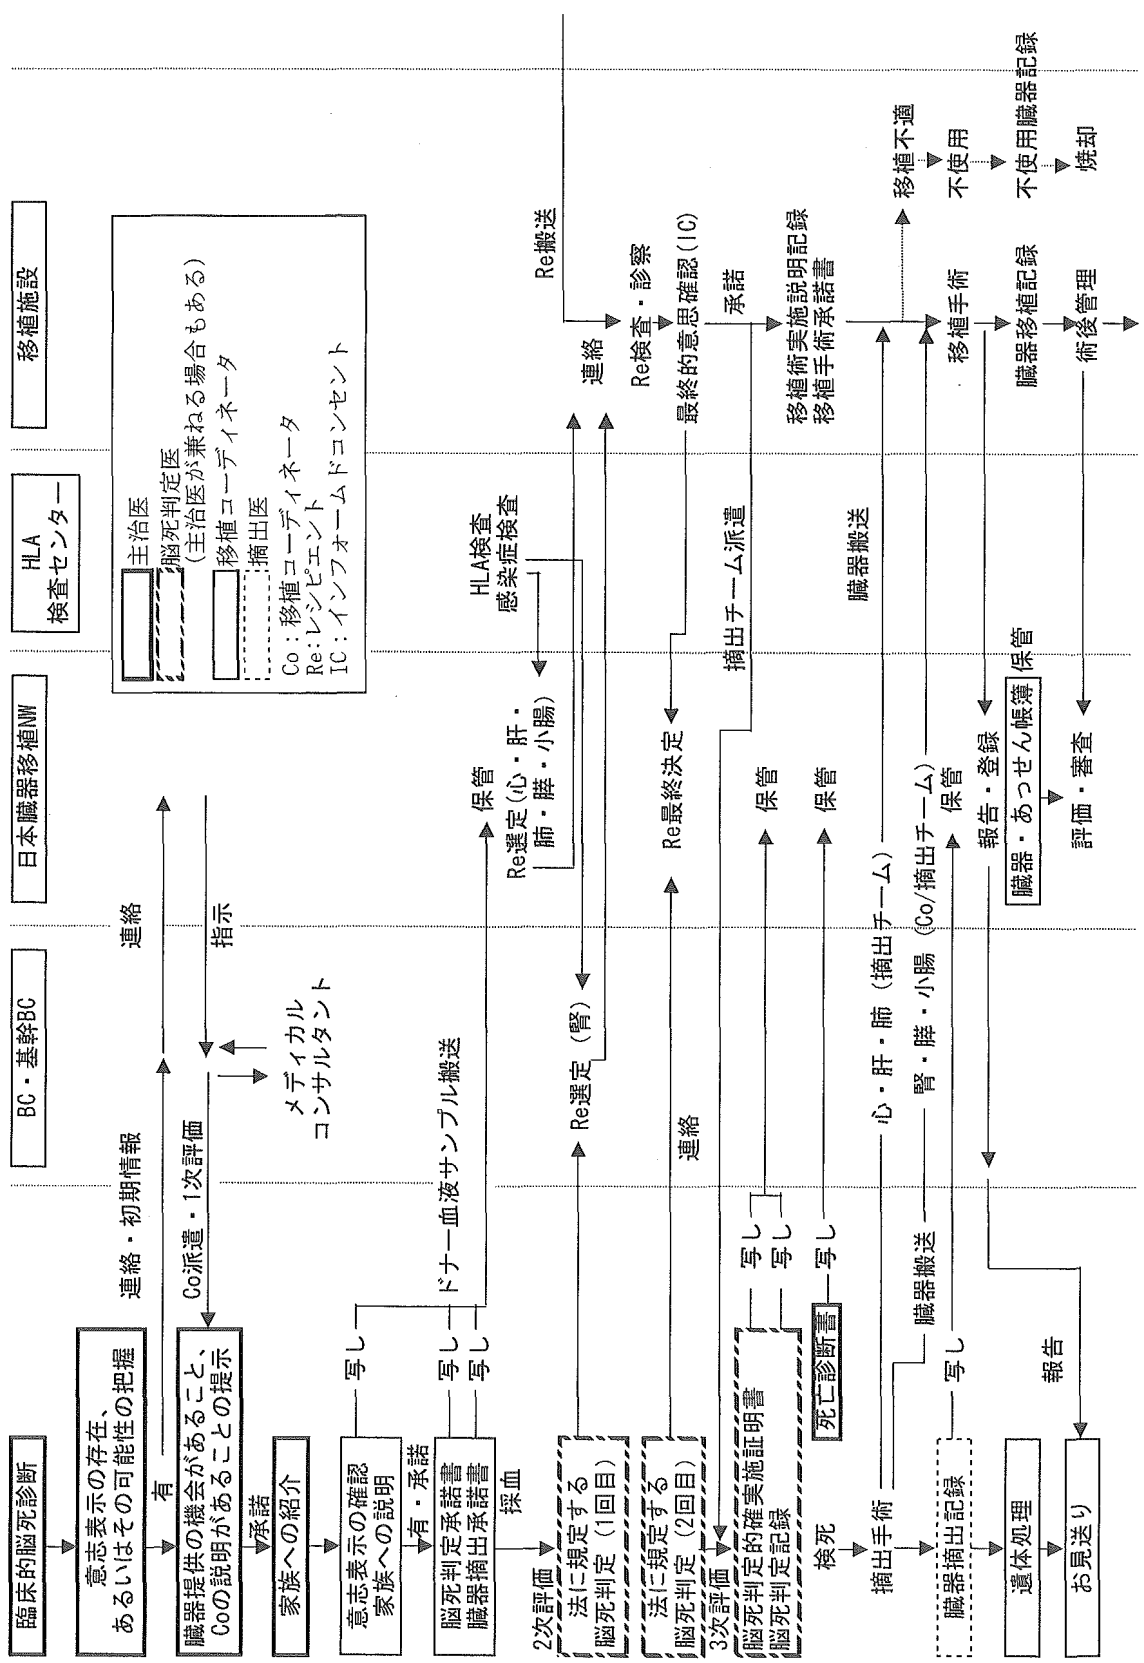 BC・基幹BC
日本臓器移植NW
HLA
検査センター
移植施設
主治医
脳死判定医
(主治医が兼ねる場合もある)
移植コーディネータ
摘出医
Co：移植コーディネータ
Re：レシピエント
IC：インフォームドコンセント
臨床的脳死診断
意志表示の存在、
あるいはその可能性の把握
有
連絡・初期情報
連絡
臓器提供の機会があること、
Coの説明があることの提示
Co派遣・1次評価
指示
メディカル
コンサルタント
承諾
家族への紹介
意志表示の確認
家族への説明
写し
有・承諾
脳死判定承諾書
臓器摘出承諾書
写し
写し
ドナー血液サンプル搬送
保管
採血
HLA検査
感染症検査
Re選定(心・肝・
肺・膵・小腸)
Re搬送
2次評価
法に規定する
脳死判定(1回目)
Re選定(腎)
連絡
Re検査・診察
法に規定する
脳死判定(2回目)
連絡
Re最終決定
最終的意思確認(IC)
承諾
摘出チーム派遣
3次評価
脳死判定的確実施証明書
脳死判定記録
写し
写し
保管
移植術実施説明記録
移植手術承諾書
検死
死亡診断書
写し
保管
摘出手術
心・肝・肺(摘出チーム)
臓器搬送
移植不適
臓器搬送
腎・膵・小腸(Co/摘出チーム)
移植手術
不使用
臓器摘出記録
写し
保管
報告・登録
臓器移植記録
不使用臓器記録
遺体処理
臓器・あっせん帳簿
保管
お見送り
報告
評価・審査
術後管理
焼却